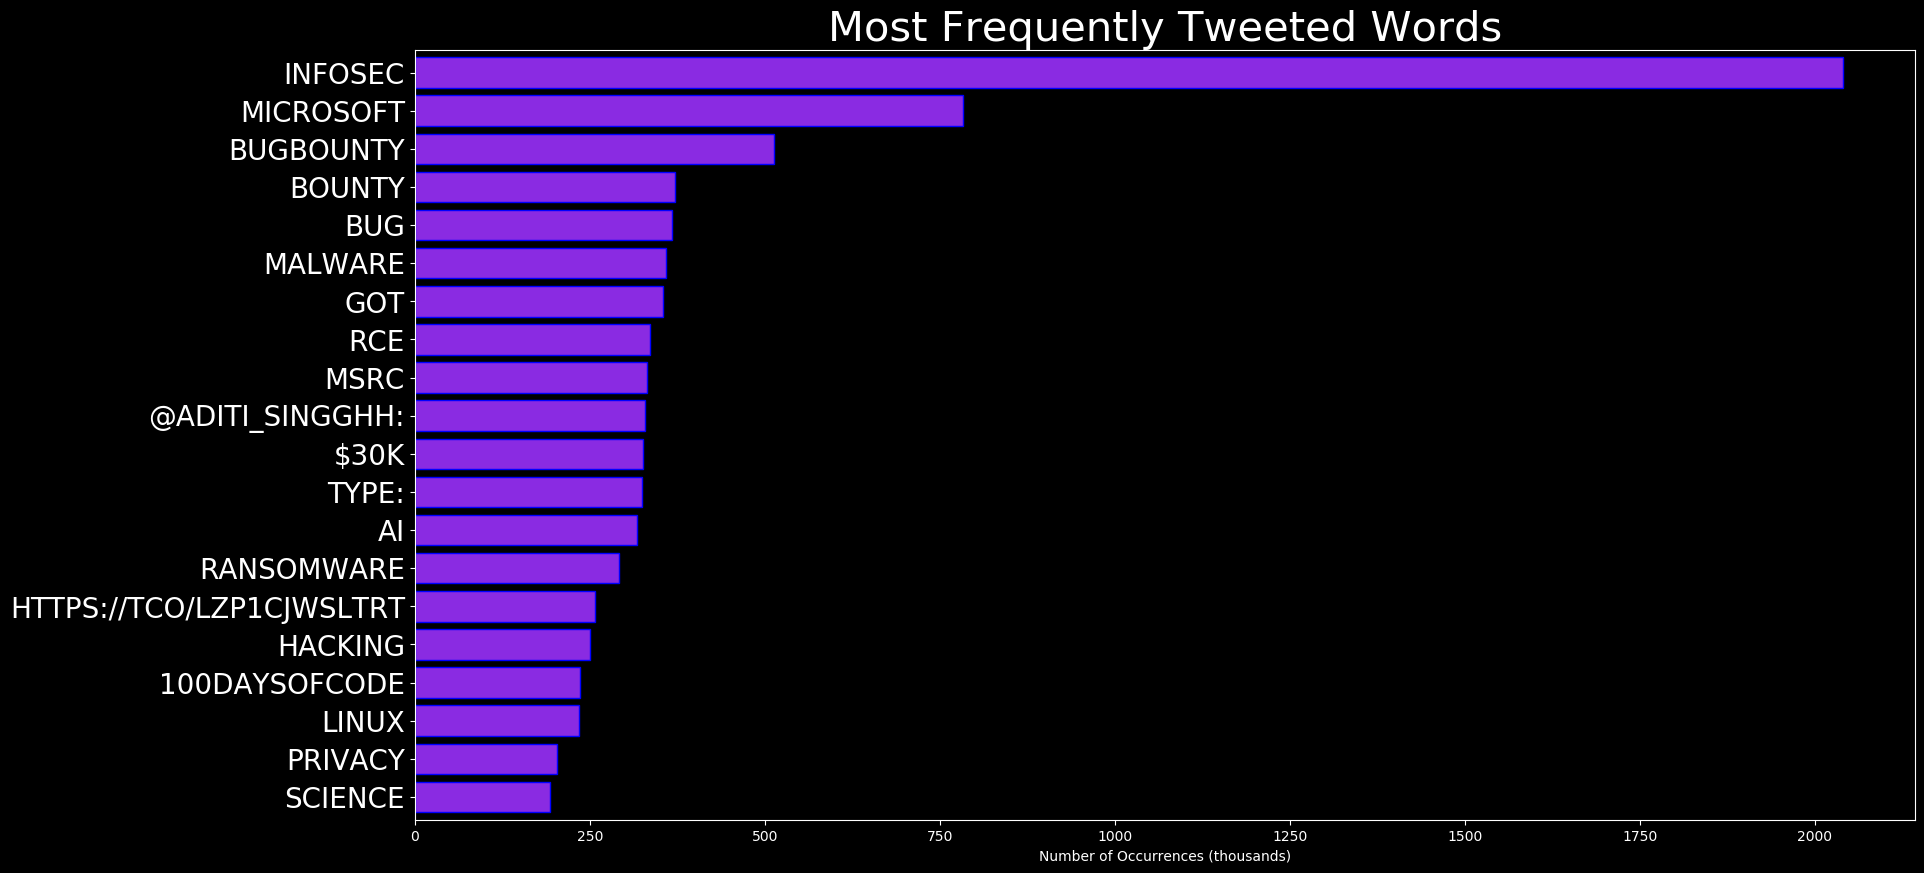 Most Frequently Tweeted Words
INFOSEC
MICROSOFT
BUGBOUNTY
BOUNTY
BUG
MALWARE
GOT
RCE
MSRC
@ADITI_SINGGHH:
$30K
TYPE:
AI
RANSOMWARE
HTTPS://TCO/LZP1CJWSLTRT
HACKING
100DAYSOFCODE
LINUX
PRIVACY
SCIENCE
0 250 500 750 1000 1250 1500 1750 2000
Number of Occurrences (thousands)